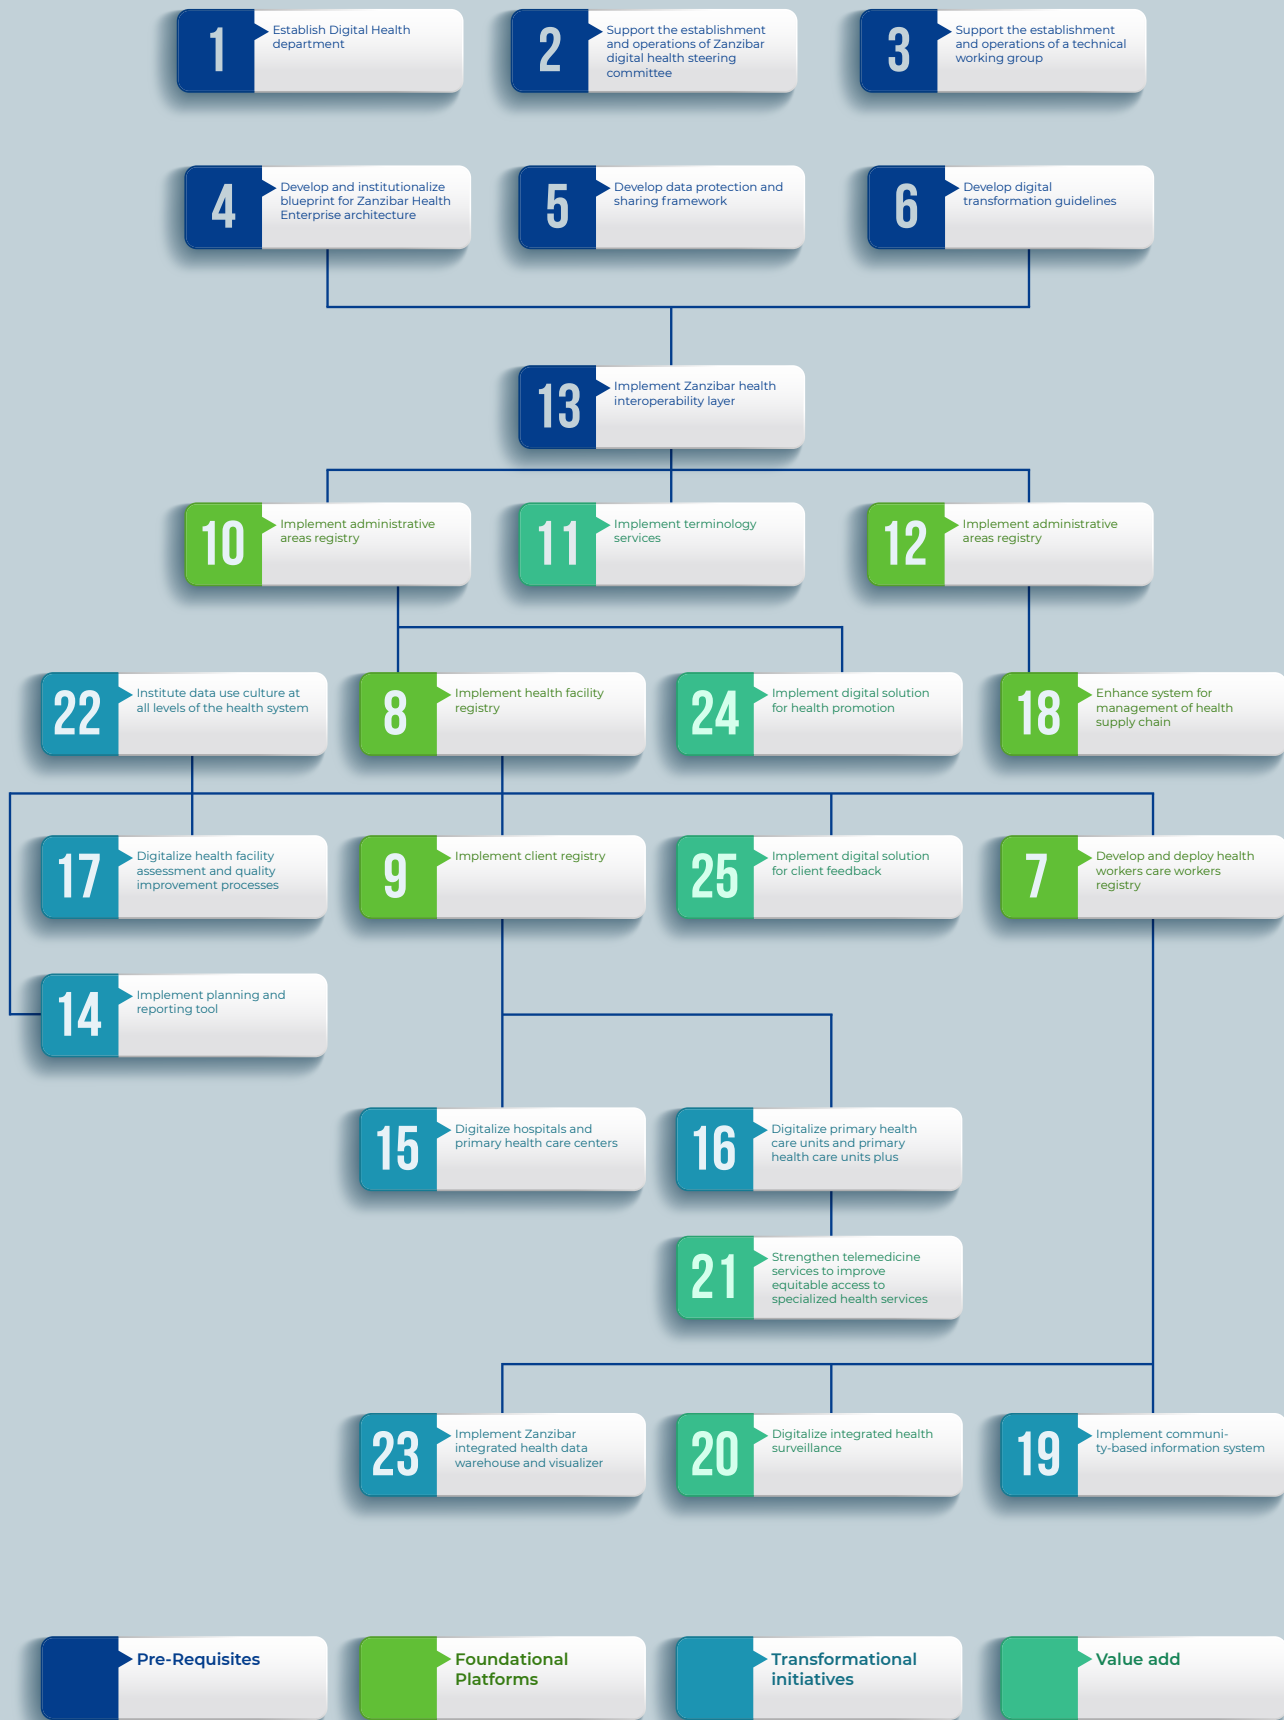 1
Establish Digital Health
department
2
Support the establishment
and operations of Zanzibar
digital health steering
committee
3
Support the establishment
and operations of a technical
working group
4
Develop and institutionalize
blueprint for Zanzibar Health
Enterprise architecture
5
Develop data protection and
sharing framework
6
Develop digital
transformation guidelines
13
Implement Zanzibar health
interoperability layer
10
Implement administrative
areas registry
11
Implement terminology
services
12
Implement administrative
areas registry
22
Institute data use culture at
all levels of the health system
8
Implement health facility
registry
24
Implement digital solution
for health promotion
18
Enhance system for
management of health
supply chain
17
Digitalize health facility
assessment and quality
improvement processes
9
Implement client registry
25
Implement digital solution
for client feedback
7
Develop and deploy health
workers care workers
registry
14
Implement planning and
reporting tool
15
Digitalize hospitals and
primary health care centers
16
Digitalize primary health
care units and primary
health care units plus
21
Strengthen telemedicine
services to improve
equitable access to
specialized health services
23
Implement Zanzibar
integrated health data
warehouse and visualizer
20
Digitalize integrated health
surveillance
19
Implement communi-
ty-based information system
Pre-Requisites
Foundational
Platforms
Transformational
initiatives
Value add